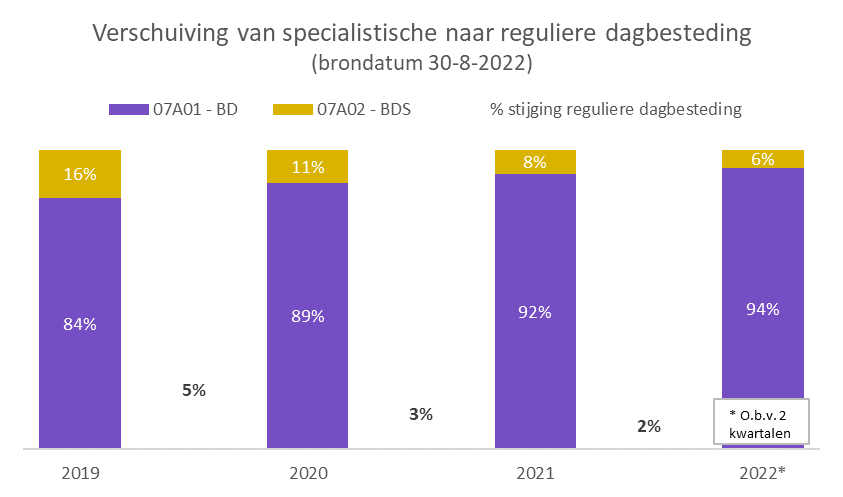 Verschuiving van specialistische naar reguliere dagbesteding
(brondatum 30-8-2022)
07A01 - BD 07A02 - BDS % stijging reguliere dagbesteding
16% 11% 8% 6%
84% 89% 92% 94%
5% 3% 2%
* O.b.v. 2
kwartalen
2019 2020 2021 2022*